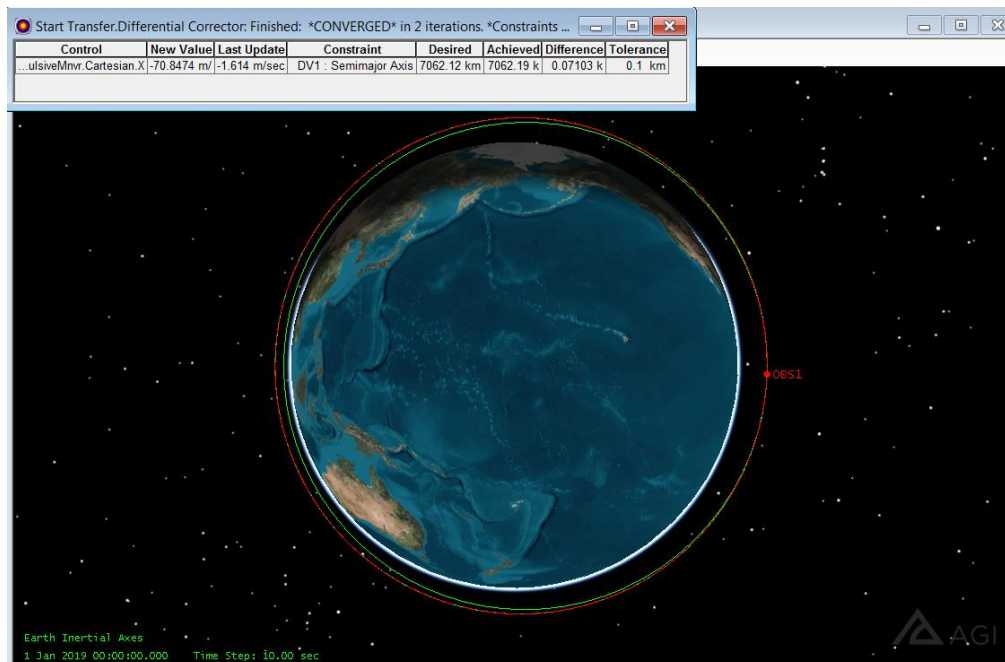 Start Transfer.Differential Corrector: Finished: *CONVERGED* in 2 iterations. *Constraints ...
Control New Value Last Update Constraint Desired Achieved Difference Tolerance
...ulsiveMnvr.Cartesian.X -70.8474 m/ -1.614 m/sec DV1 : Semimajor Axis 7062.12 km 7062.19 k 0.07103 k 0.1 km
OBS1
Earth Inertial Axes
1 Jan 2019 00:00:00.000 Time Step: 10.00 sec
AGI